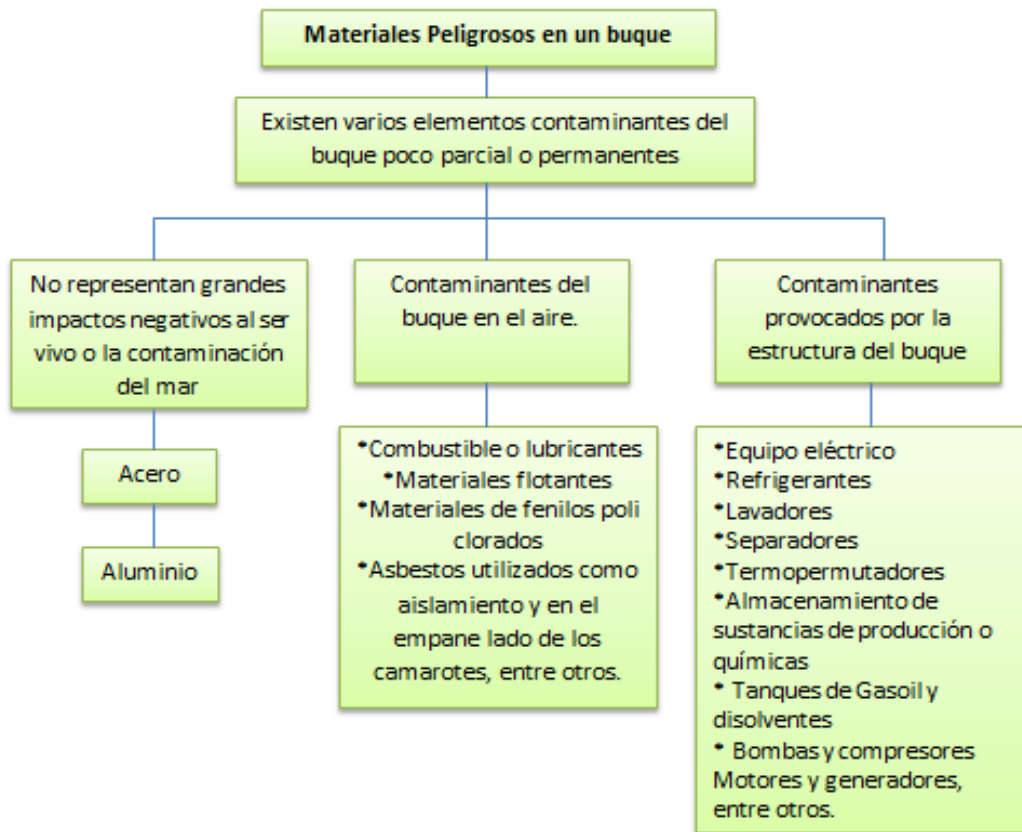 Materiales Peligrosos en un buque
Existen varios elementos contaminantes del
buque poco parcial o permanentes
No representan grandes
impactos negativos al ser
vivo o la contaminación
del mar
Acero
Aluminio
Contaminantes del
buque en el aire.
*Combustible o lubricantes
*Materiales flotantes
*Materiales de fenilos poli
clorados
*Asbestos utilizados como
aislamiento y en el
empane lado de los
camarotes, entre otros.
Contaminantes
provocados por la
estructura del buque
*Equipo eléctrico
*Refrigerantes
*Lavadores
*Separadores
*Termopermutadores
*Almacenamiento de
sustancias de producción o
químicas
* Tanques de Gasoil y
disolventes
* Bombas y compresores
Motores y generadores,
entre otros.